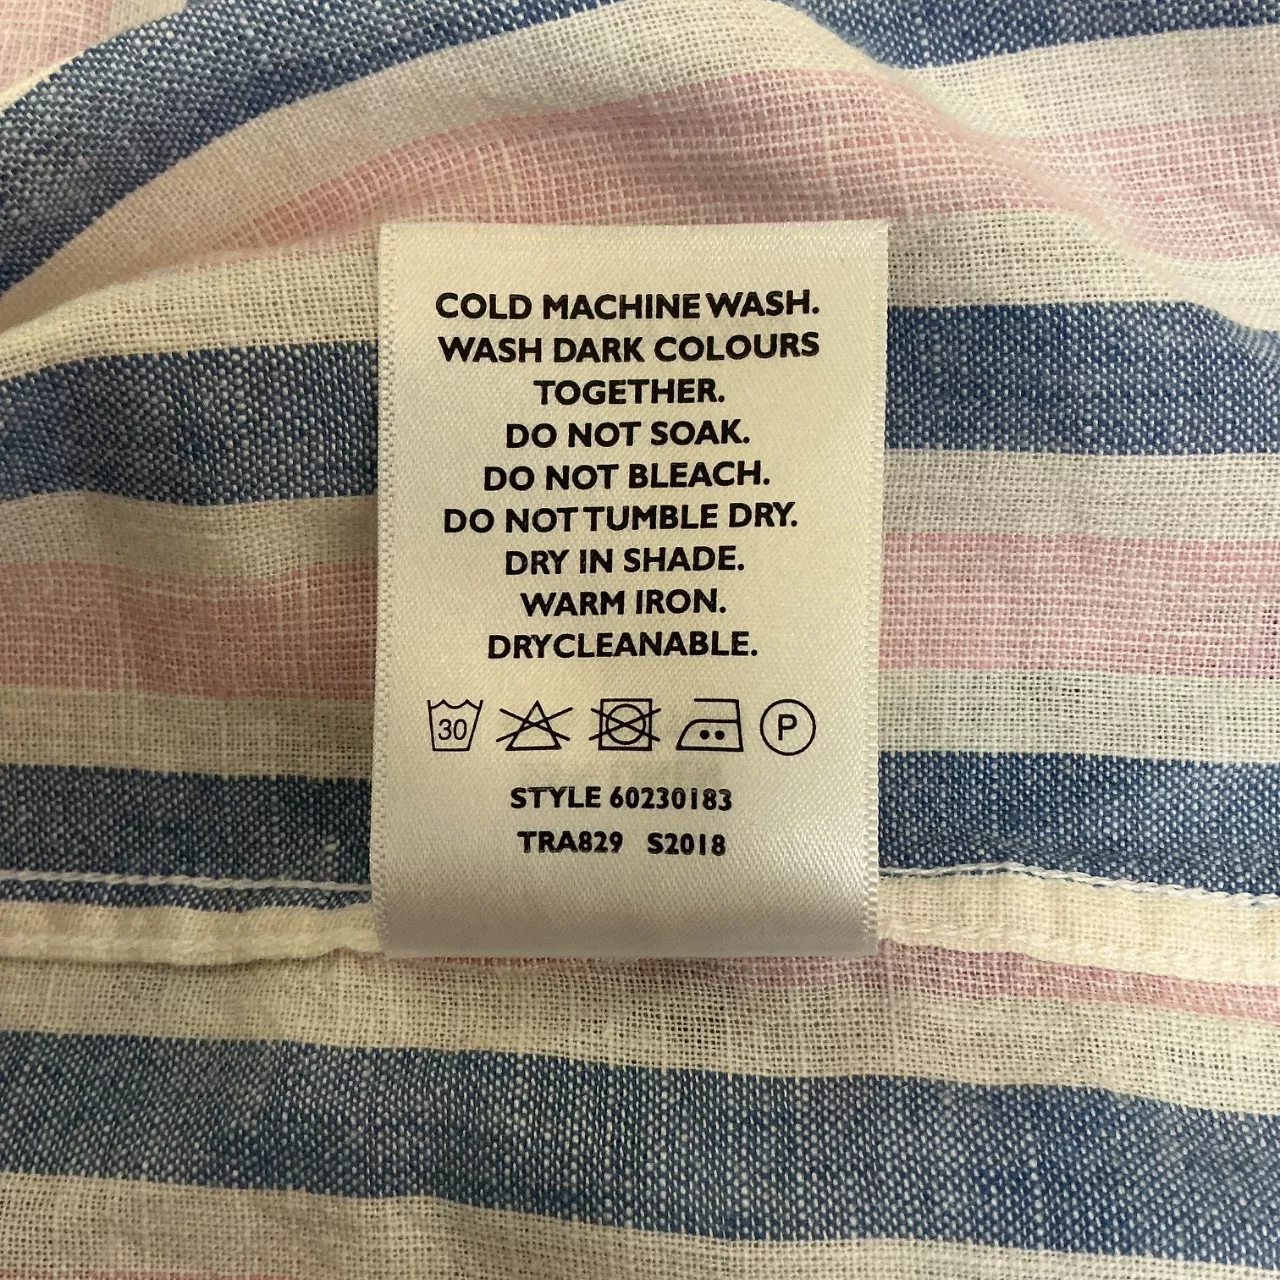 COLD MACHINE WASH.
WASH DARK COLOURS
TOGETHER.
DO NOT SOAK.
DO NOT BLEACH.
DO NOT TUMBLE DRY.
DRY IN SHADE.
WARM IRON.
DRYCLEANABLE.
30 P
STYLE 60230183
TRA829 S2018